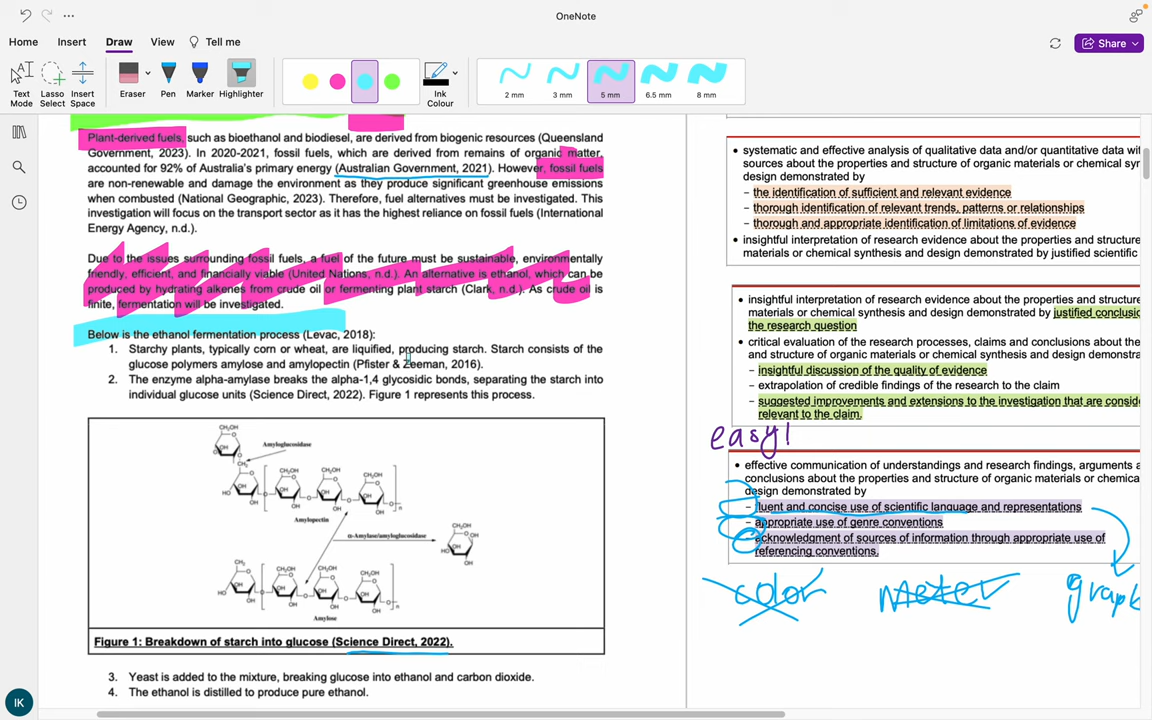 OneNote
Home Insert Draw View Tell me
Share
Text Mode
Lasso Select
Insert Space
Eraser
Pen
Marker
Highlighter
Ink Colour
2 mm 3 mm 5 mm 6.5 mm 8 mm
Plant-derived fuels, such as bioethanol and biodiesel, are derived from biogenic resources (Queensland
Government, 2023). In 2020-2021, fossil fuels, which are derived from remains of organic matter,
accounted for 92% of Australia's primary energy (Australian Government, 2021). However, fossil fuels
are non-renewable and damage the environment as they produce significant greenhouse emissions
when combusted (National Geographic, 2023). Therefore, fuel alternatives must be investigated. This
investigation will focus on the transport sector as it has the highest reliance on fossil fuels (International
Energy Agency, n.d.).
Due to the issues surrounding fossil fuels, a fuel of the future must be sustainable, environmentally
friendly, efficient, and financially viable (United Nations, n.d.). An alternative is ethanol, which can be
produced by hydrating alkenes from crude oil or fermenting plant starch (Clark, n.d.). As crude oil is
finite, fermentation will be investigated.
Below is the ethanol fermentation process (Levac, 2018):
1. Starchy plants, typically corn or wheat, are liquified, producing starch. Starch consists of the
glucose polymers amylose and amylopectin (Pfister & Zeeman, 2016).
2. The enzyme alpha-amylase breaks the alpha-1,4 glycosidic bonds, separating the starch into
individual glucose units (Science Direct, 2022). Figure 1 represents this process.
Amyloglucosidase
Amylopectin
α-Amylase/amyloglucosidase
Amylose
Figure 1: Breakdown of starch into glucose (Science Direct, 2022).
3. Yeast is added to the mixture, breaking glucose into ethanol and carbon dioxide.
4. The ethanol is distilled to produce pure ethanol.
IK
• systematic and effective analysis of qualitative data and/or quantitative data wi
sources about the properties and structure of organic materials or chemical syr
design demonstrated by
– the identification of sufficient and relevant evidence
– thorough identification of relevant trends, patterns or relationships
– thorough and appropriate identification of limitations of evidence
• insightful interpretation of research evidence about the properties and structure
materials or chemical synthesis and design demonstrated by justified scientific
• insightful interpretation of research evidence about the properties and structure
materials or chemical synthesis and design demonstrated by justified conclusio
the research question
• critical evaluation of the research processes, claims and conclusions about the
and structure of organic materials or chemical synthesis and design demonstra
– insightful discussion of the quality of evidence
– extrapolation of credible findings of the research to the claim
– suggested improvements and extensions to the investigation that are consid
relevant to the claim.
easy!
• effective communication of understandings and research findings, arguments a
conclusions about the properties and structure of organic materials or chemica
design demonstrated by
– fluent and concise use of scientific language and representations
– appropriate use of genre conventions
– acknowledgment of sources of information through appropriate use of
referencing conventions.
color meter graph